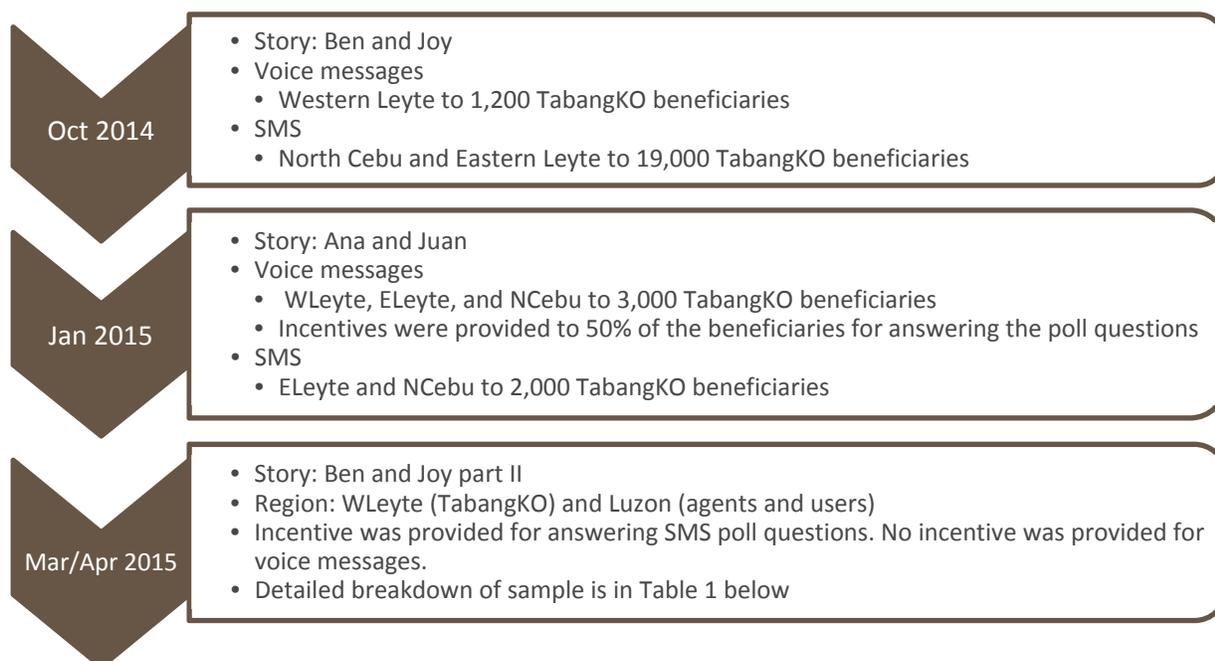 Oct 2014
• Story: Ben and Joy
• Voice messages
• Western Leyte to 1,200 TabangKO beneficiaries
• SMS
• North Cebu and Eastern Leyte to 19,000 TabangKO beneficiaries
Jan 2015
• Story: Ana and Juan
• Voice messages
• WLeyte, ELeyte, and NCebu to 3,000 TabangKO beneficiaries
• Incentives were provided to 50% of the beneficiaries for answering the poll questions
• SMS
• ELeyte and NCebu to 2,000 TabangKO beneficiaries
Mar/Apr 2015
• Story: Ben and Joy part II
• Region: WLeyte (TabangKO) and Luzon (agents and users)
• Incentive was provided for answering SMS poll questions. No incentive was provided for
voice messages.
• Detailed breakdown of sample is in Table 1 below